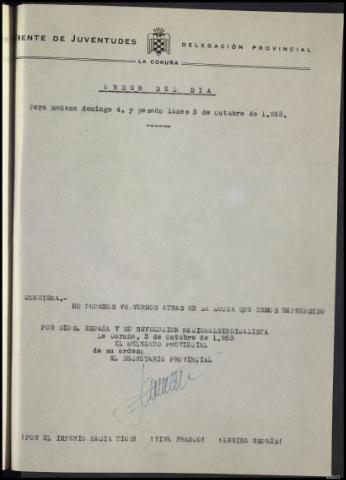 RENTE DE JUVENTUDES
DELEGACIÓN PROVINCIAL
LA CORUÑA
ORDEN DEL DIA
Para mañana domingo 4, y pasado lunes 5 de Octubre de 1.953.
CONSIGNA.-
NO PODEMOS VOLVERNOS ATRAS EN LA LUCHA QUE HEMOS EMPRENDIDO
POR DIOS, ESPAÑA Y SU REVOLUCION NACIONALSINDICALISTA
La Coruña, 3 de octubre de 1.953
EL DELEGADO PROVINCIAL
de su orden;
EL SECRETARIO PROVINCIAL
¡POR EL IMPERIO HACIA DIOS! ¡VIVA FRANCO! ¡ARRIBA ESPAÑA!